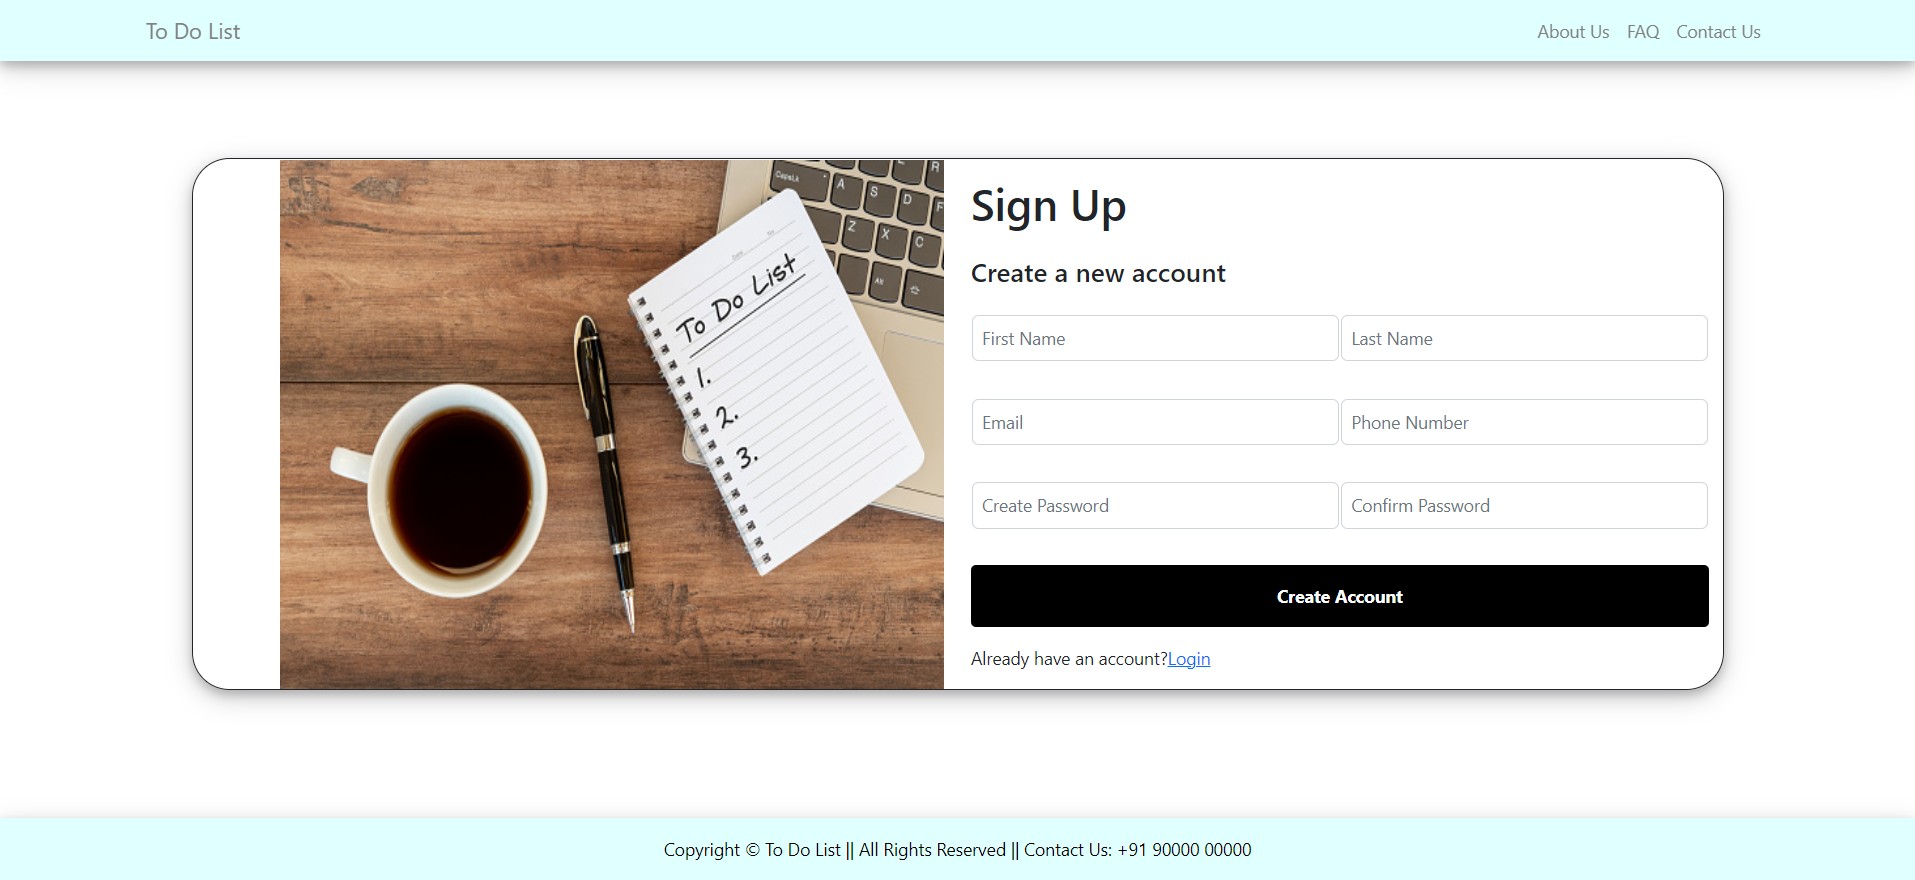 To Do List
About Us FAQ Contact Us
To Do List
1.
2.
3.
CapsLk A S D F R
Z X C
Alt
Sign Up
Create a new account
First Name Last Name
Email Phone Number
Create Password Confirm Password
Create Account
Already have an account?Login
Copyright © To Do List || All Rights Reserved || Contact Us: +91 90000 00000